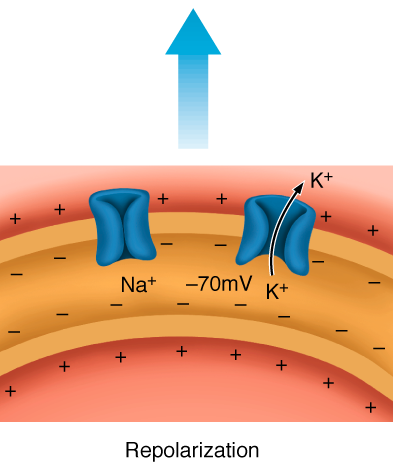 K⁺
Na⁺ –70mV K⁺
Repolarization